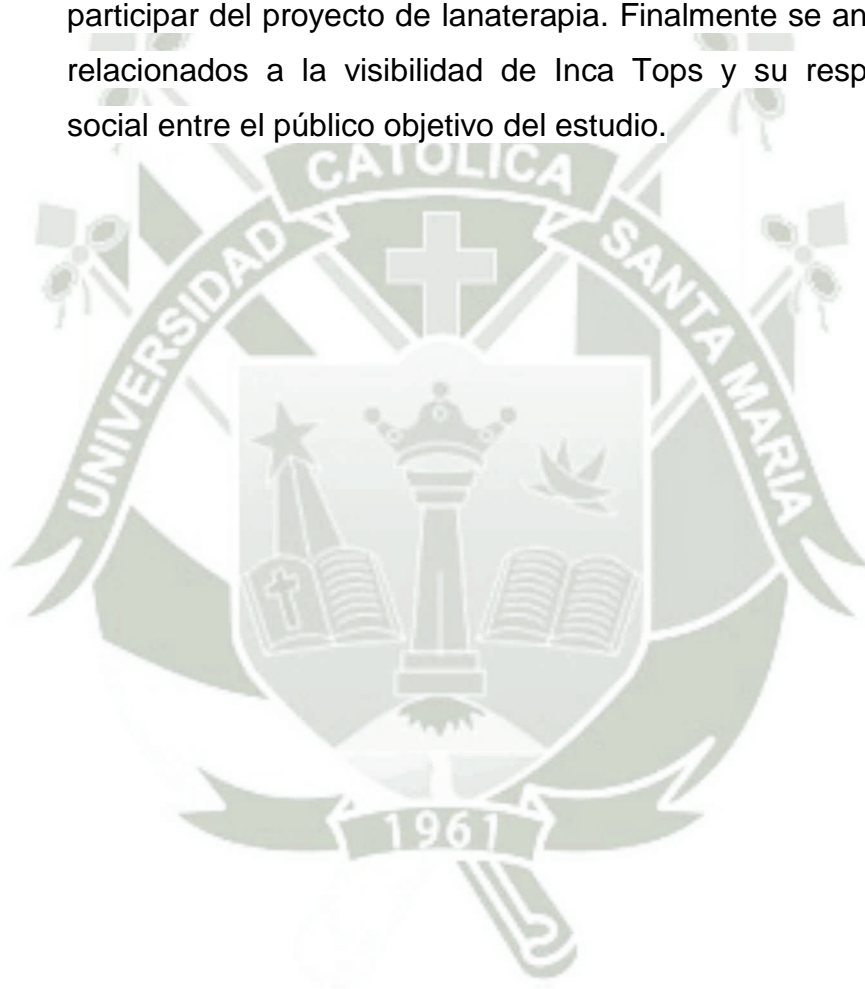 participar del proyecto de lanaterapia. Finalmente se an
relacionados a la visibilidad de Inca Tops y su resp
social entre el público objetivo del estudio.
UNIVERSIDAD CATOLICA SANTA MARIA
1961